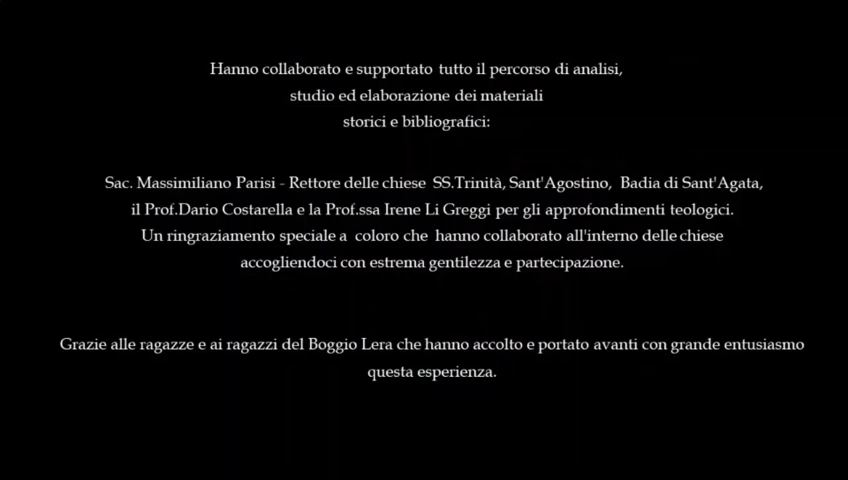 Hanno collaborato e supportato tutto il percorso di analisi,
studio ed elaborazione dei materiali
storici e bibliografici:
Sac. Massimiliano Parisi - Rettore delle chiese SS.Trinità, Sant'Agostino, Badia di Sant'Agata,
il Prof.Dario Costarella e la Prof.ssa Irene Li Greggi per gli approfondimenti teologici.
Un ringraziamento speciale a coloro che hanno collaborato all'interno delle chiese
accogliendoci con estrema gentilezza e partecipazione.
Grazie alle ragazze e ai ragazzi del Boggio Lera che hanno accolto e portato avanti con grande entusiasmo
questa esperienza.